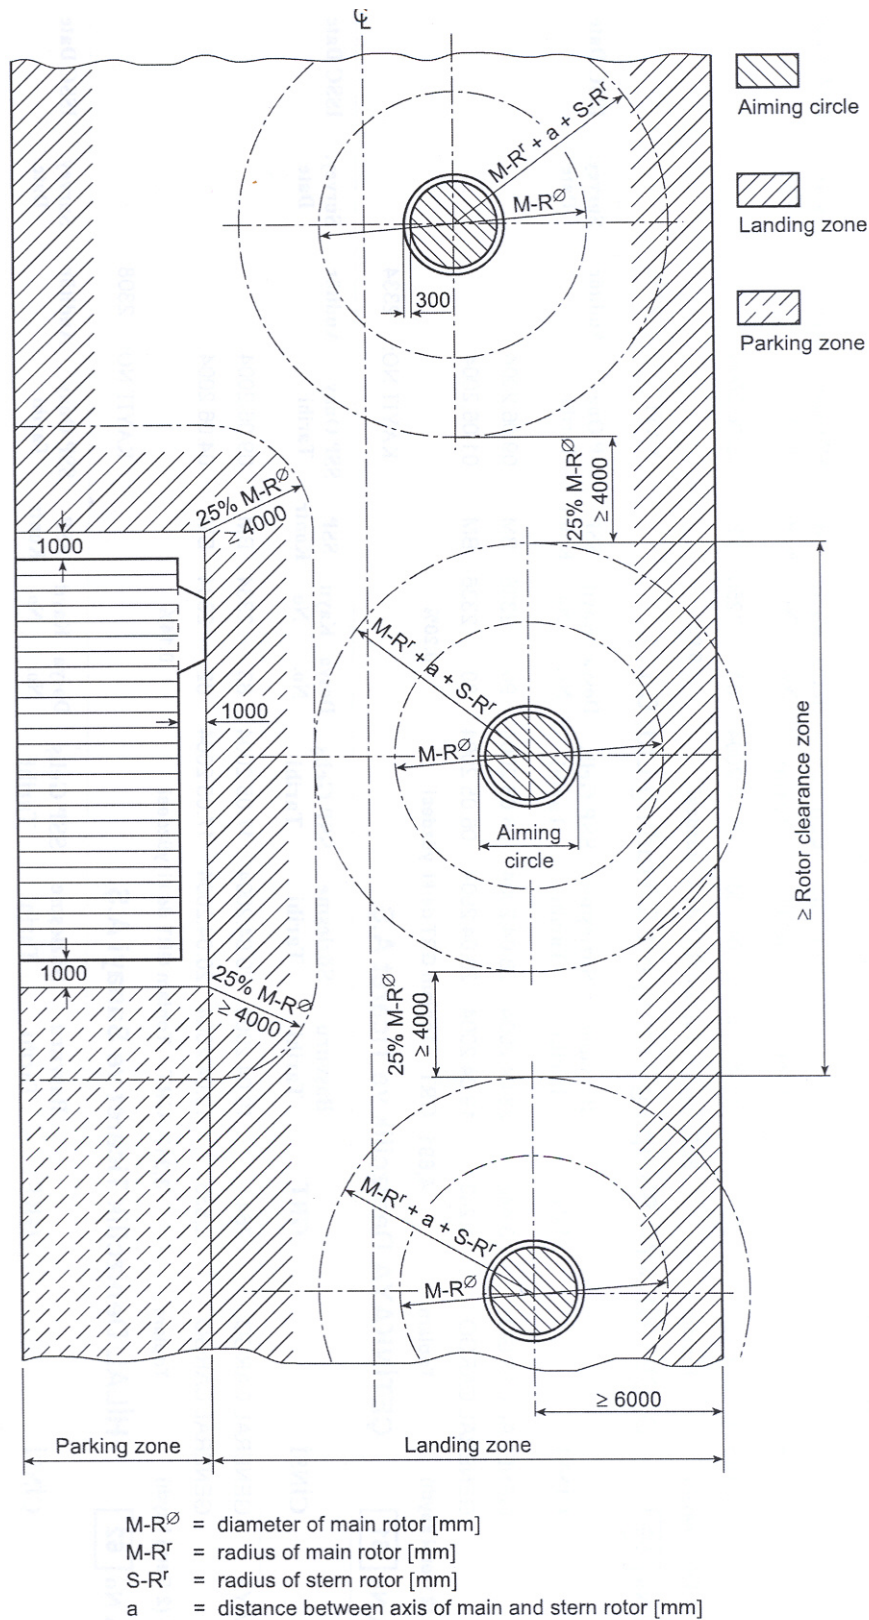 ℄
Aiming circle
Landing zone
Parking zone
M-Rʳ + a + S-Rʳ
M-R∅
300
25% M-R∅
≥ 4000
25% M-R∅
≥ 4000
1000
M-Rʳ + a + S-Rʳ
M-R∅
1000
Aiming
circle
≥ Rotor clearance zone
1000
25% M-R∅
≥ 4000
25% M-R∅
≥ 4000
M-Rʳ + a + S-Rʳ
M-R∅
≥ 6000
Parking zone
Landing zone
M-R∅ = diameter of main rotor [mm]
M-Rʳ = radius of main rotor [mm]
S-Rʳ = radius of stern rotor [mm]
a = distance between axis of main and stern rotor [mm]